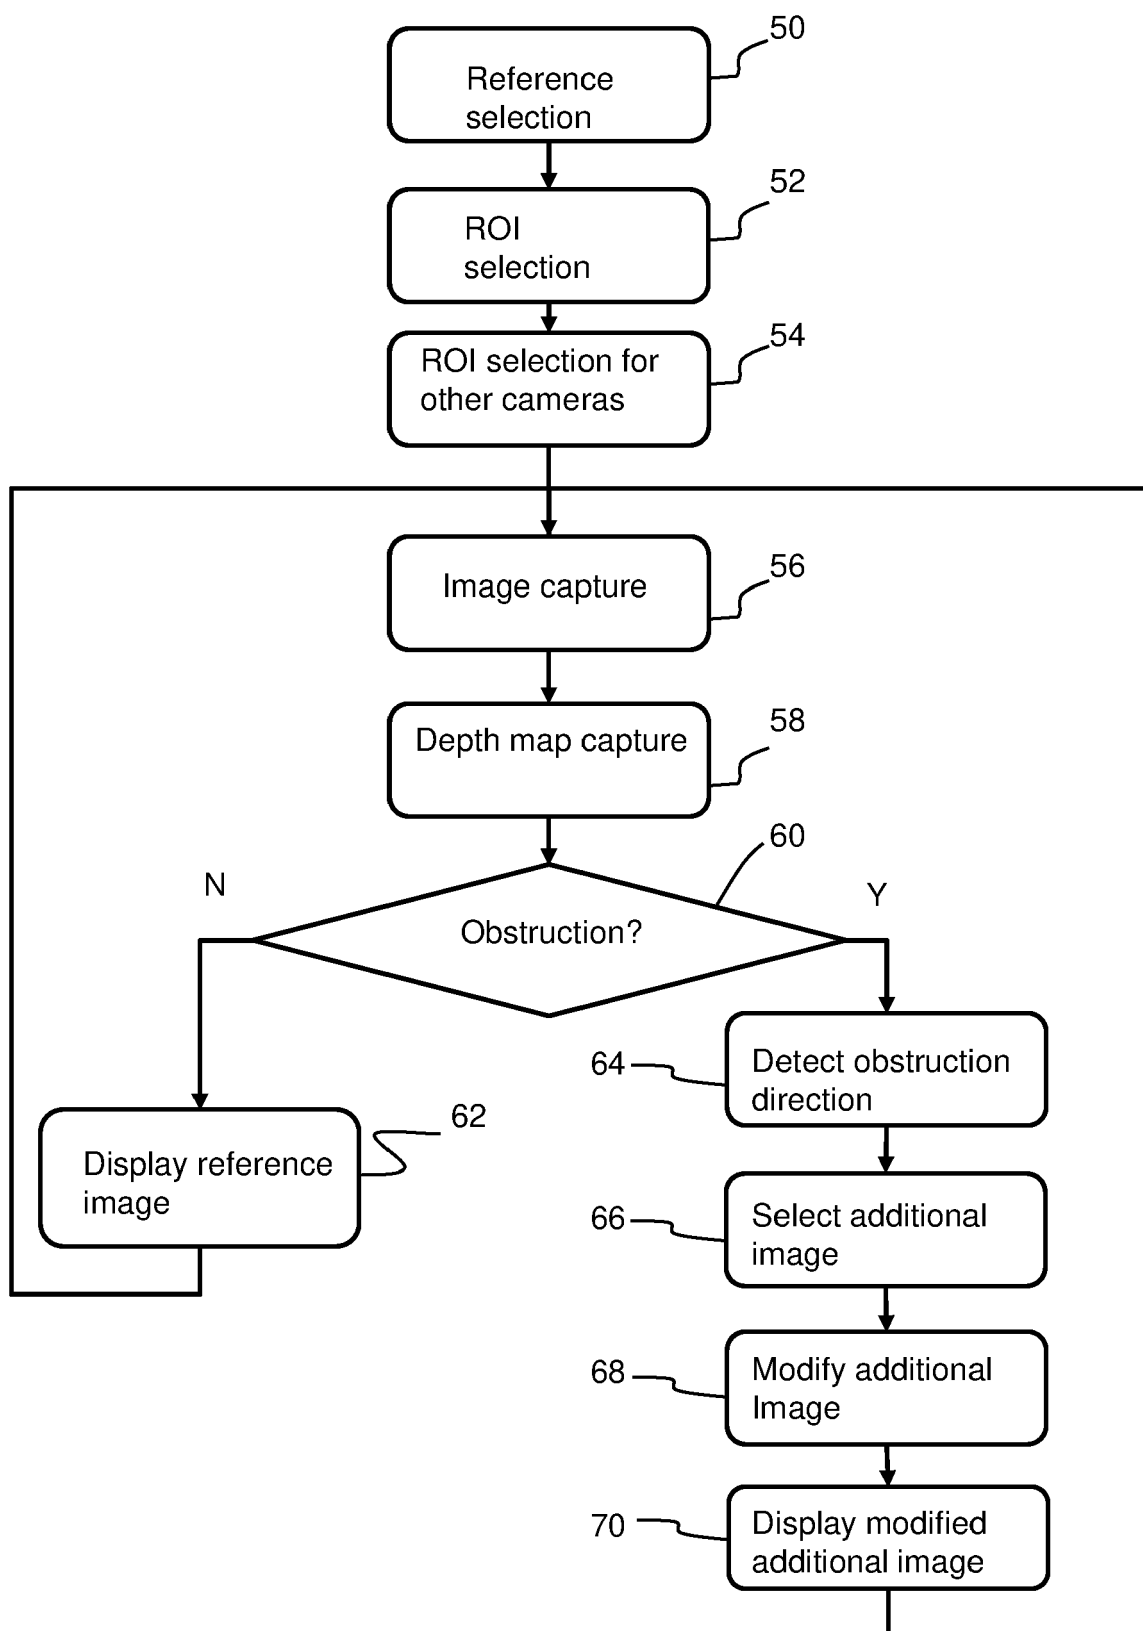 50
Reference
selection
52
ROI
selection
54
ROI selection for
other cameras
56
Image capture
58
Depth map capture
60
N
Y
Obstruction?
64
Detect obstruction
direction
62
Display reference
image
66
Select additional
image
68
Modify additional
Image
70
Display modified
additional image